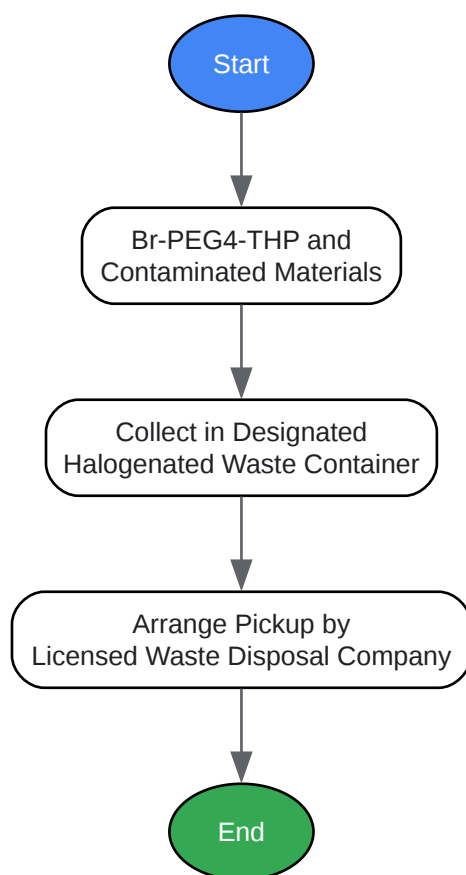 Start
Br-PEG4-THP and
Contaminated Materials
Collect in Designated
Halogenated Waste Container
Arrange Pickup by
Licensed Waste Disposal Company
End